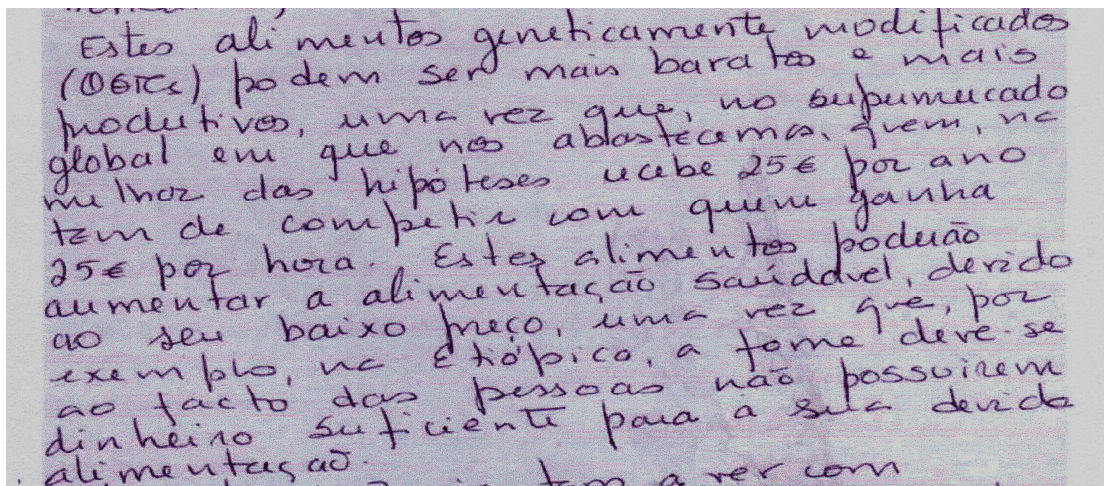 Estes alimentos geneticamente modificados
(OGM's) podem ser mais baratos e mais
produtivos, uma vez que, no supermercado
global em que nos abastecemos, quem, na
melhor das hipóteses recebe 25€ por ano
tem de competir com quem ganha
25€ por hora. Estes alimentos poderão
aumentar a alimentação saudável, devido
ao seu baixo preço, uma vez que, por
exemplo, na Etiópica, a fome deve-se
ao facto das pessoas não possuirem
dinheiro suficiente para a sua devida
alimentação.
tem a ver com